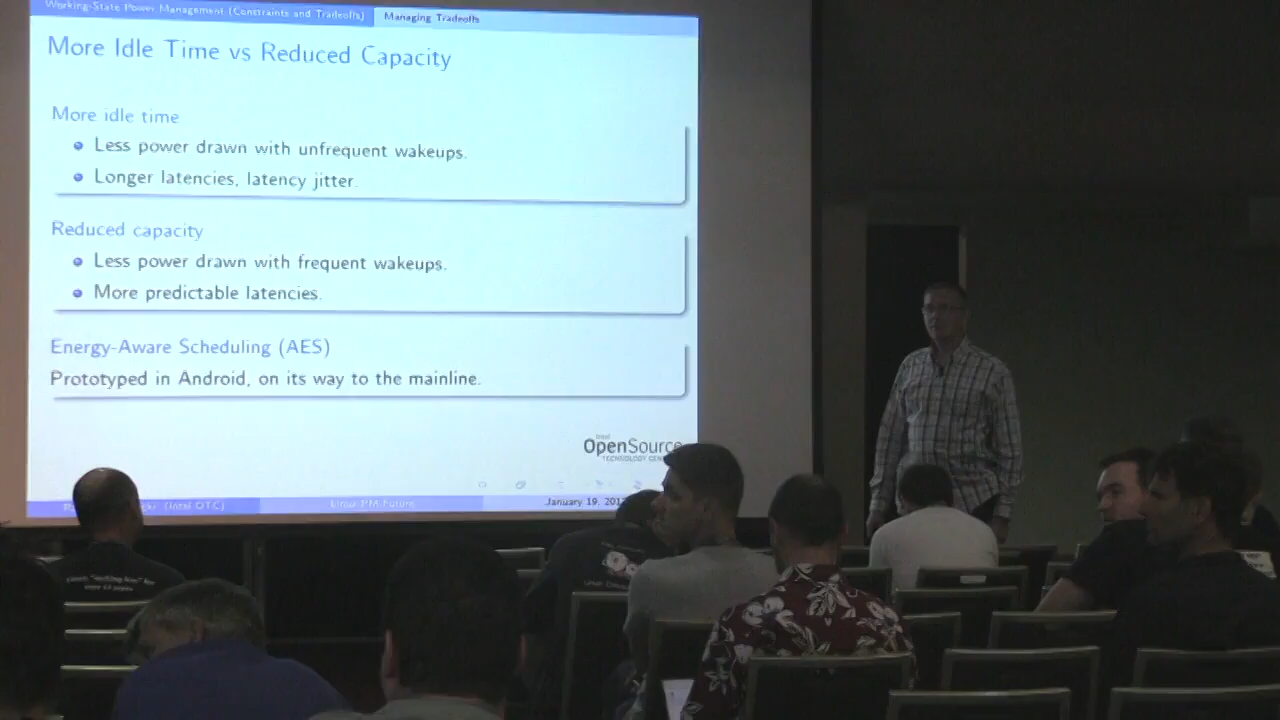 Working-State Power Management (Constraints and Tradeoffs) Managing Tradeoffs
More Idle Time vs Reduced Capacity
More idle time
Less power drawn with unfrequent wakeups.
Longer latencies, latency jitter.
Reduced capacity
Less power drawn with frequent wakeups.
More predictable latencies.
Energy-Aware Scheduling (AES)
Prototyped in Android, on its way to the mainline.
Intel
OpenSource
TECHNOLOGY
(Intel OTC) Linux PM Future January 19,